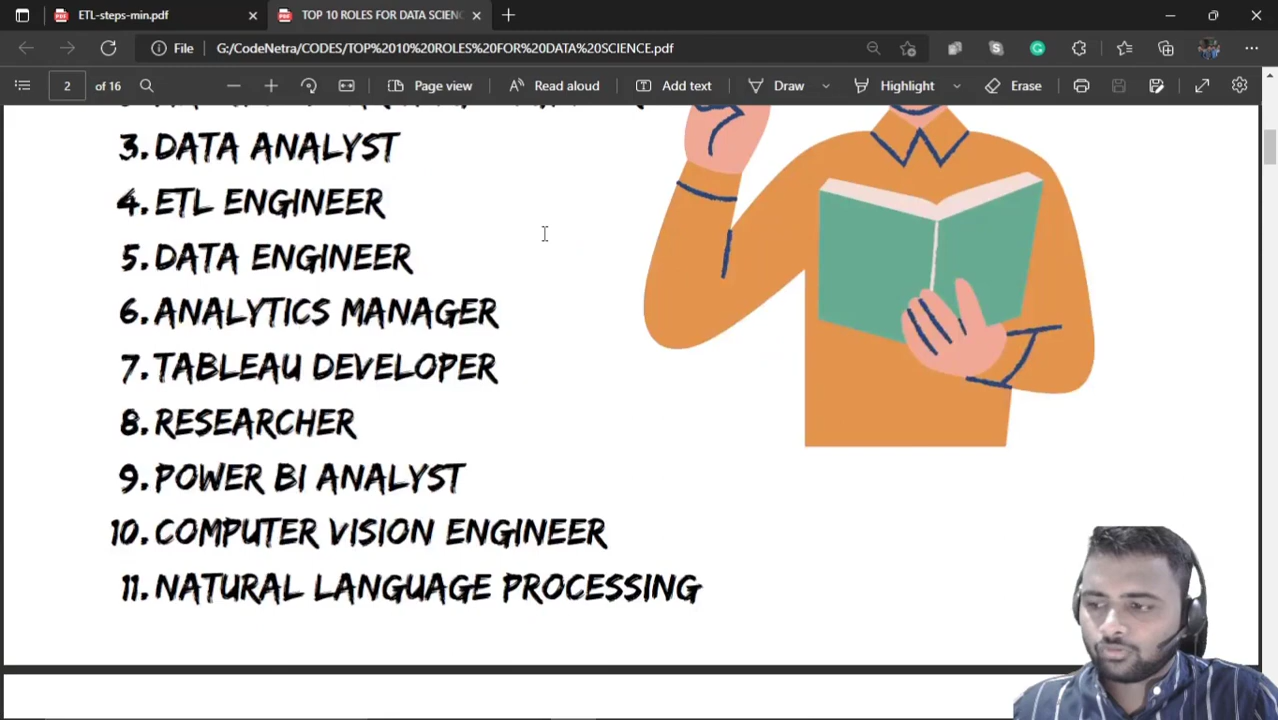 ETL-steps-min.pdf
TOP 10 ROLES FOR DATA SCIENC
File G:/CodeNetra/CODES/TOP%2010%20ROLES%20FOR%20DATA%20SCIENCE.pdf
2 of 16 Page view Read aloud Add text Draw Highlight Erase
3. DATA ANALYST
4. ETL ENGINEER
5. DATA ENGINEER
6. ANALYTICS MANAGER
7. TABLEAU DEVELOPER
8. RESEARCHER
9. POWER BI ANALYST
10. COMPUTER VISION ENGINEER
11. NATURAL LANGUAGE PROCESSING